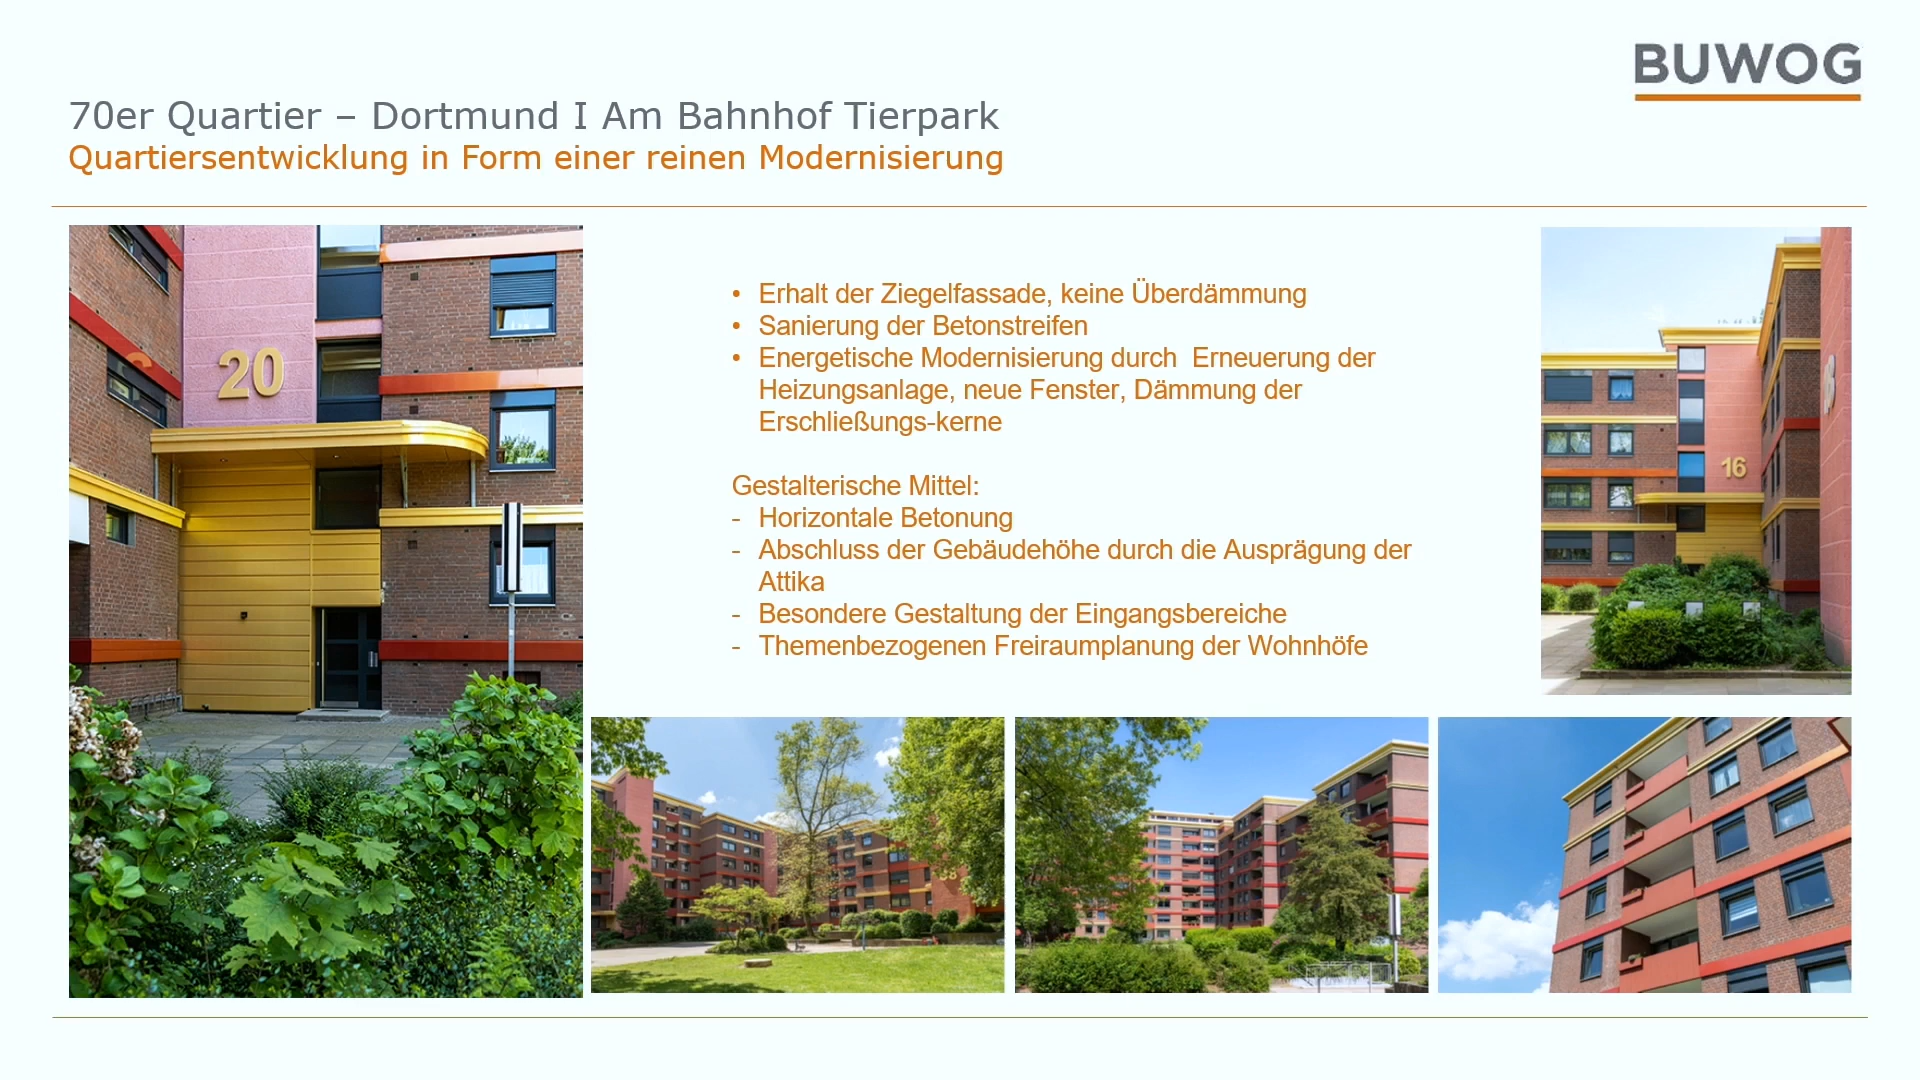 BUWOG
70er Quartier – Dortmund I Am Bahnhof Tierpark
Quartiersentwicklung in Form einer reinen Modernisierung
20
• Erhalt der Ziegelfassade, keine Überdämmung
• Sanierung der Betonstreifen
• Energetische Modernisierung durch  Erneuerung der
Heizungsanlage, neue Fenster, Dämmung der
Erschließungs-kerne
Gestalterische Mittel:
- Horizontale Betonung
- Abschluss der Gebäudehöhe durch die Ausprägung der
Attika
- Besondere Gestaltung der Eingangsbereiche
- Themenbezogenen Freiraumplanung der Wohnhöfe
16